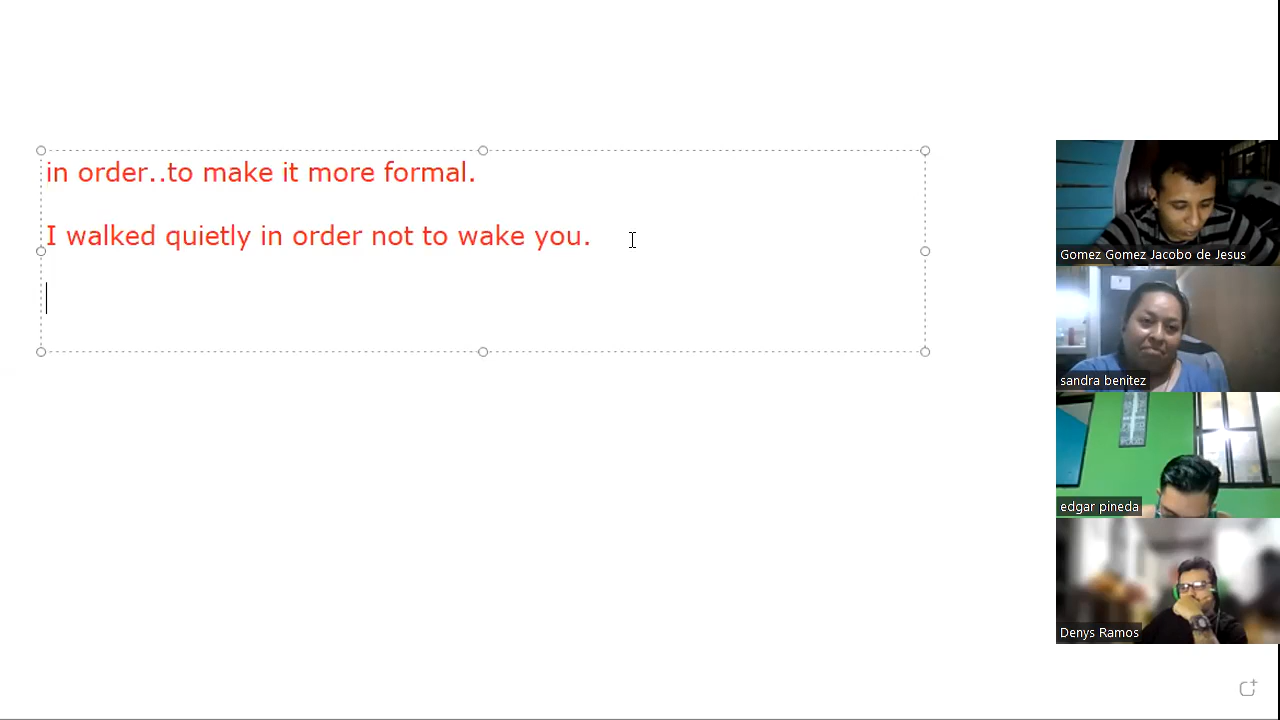 in order..to make it more formal.
I walked quietly in order not to wake you.
Gomez Gomez Jacobo de Jesus
sandra benitez
edgar pineda
Denys Ramos